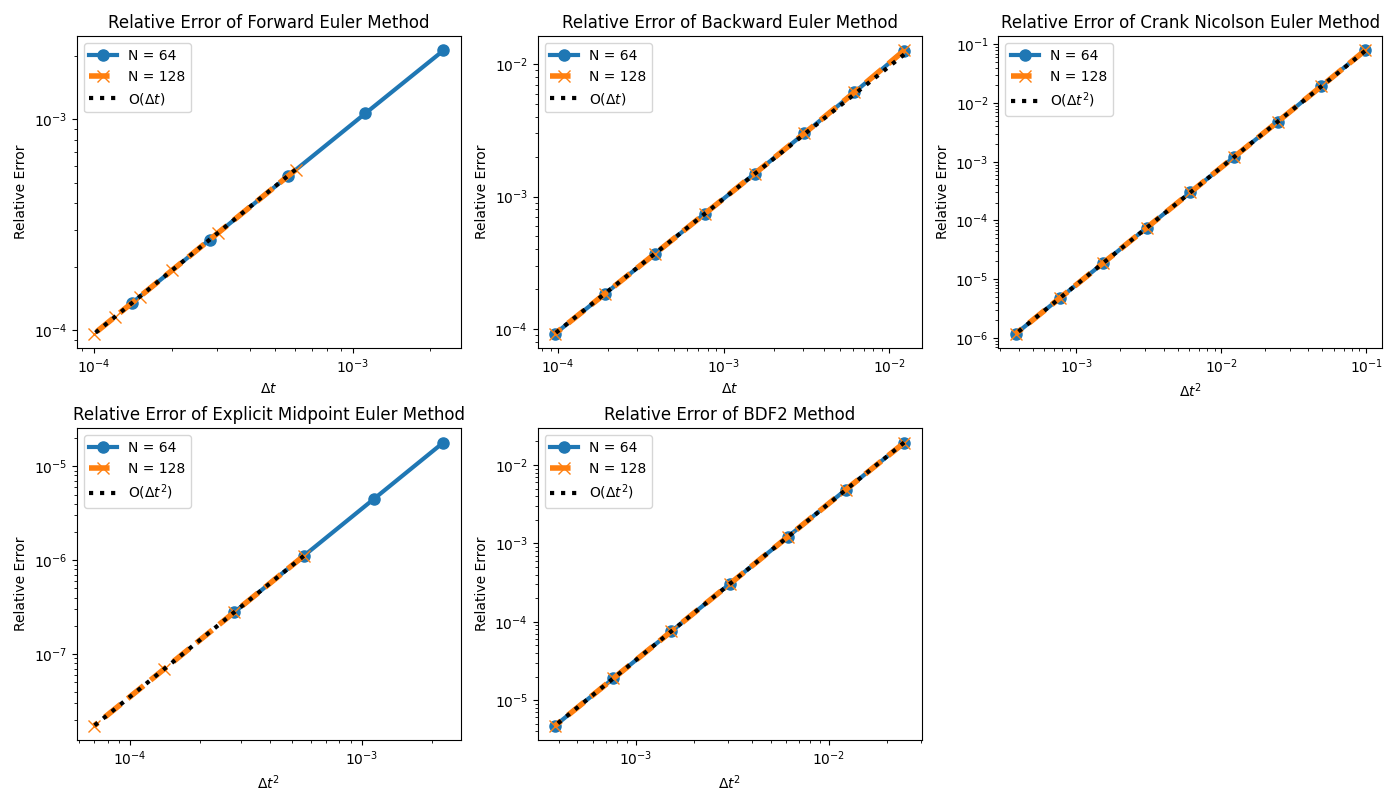 Relative Error of Forward Euler Method
N = 64
N = 128
O(Δt)
10⁻³
10⁻⁴
Relative Error
10⁻⁴
10⁻³
Δt
Relative Error of Backward Euler Method
N = 64
N = 128
O(Δt)
10⁻²
10⁻³
10⁻⁴
Relative Error
10⁻⁴
10⁻³
10⁻²
Δt
Relative Error of Crank Nicolson Euler Method
N = 64
N = 128
O(Δt²)
10⁻¹
10⁻²
10⁻³
10⁻⁴
10⁻⁵
10⁻⁶
Relative Error
10⁻³
10⁻²
10⁻¹
Δt²
Relative Error of Explicit Midpoint Euler Method
N = 64
N = 128
O(Δt²)
10⁻⁵
10⁻⁶
10⁻⁷
Relative Error
10⁻⁴
10⁻³
Δt²
Relative Error of BDF2 Method
N = 64
N = 128
O(Δt²)
10⁻²
10⁻³
10⁻⁴
10⁻⁵
Relative Error
10⁻³
10⁻²
Δt²